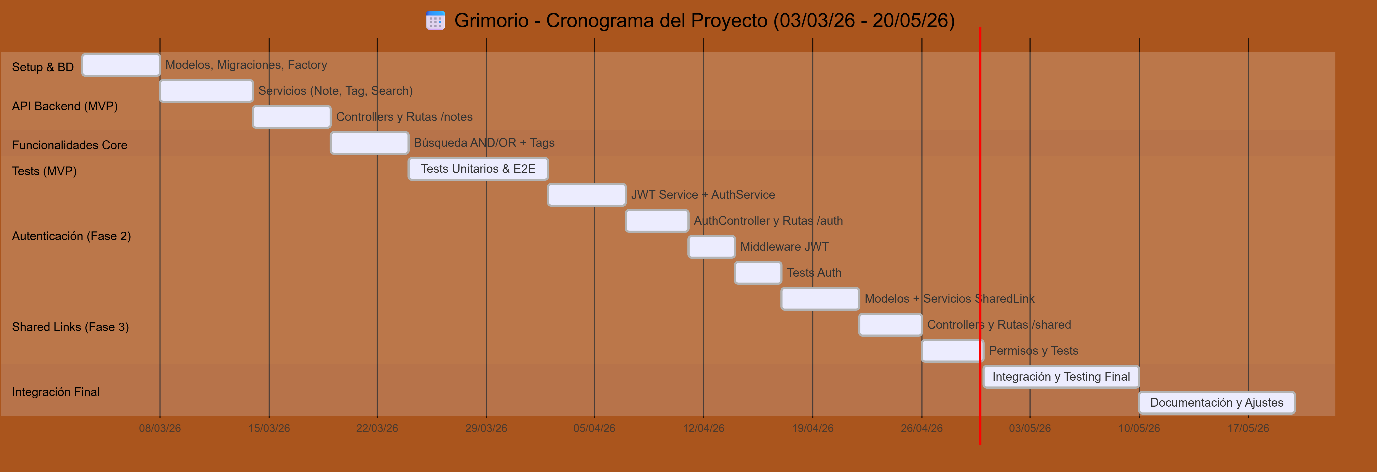 Grimorio - Cronograma del Proyecto (03/03/26 - 20/05/26)
Setup & BD
Modelos, Migraciones, Factory
API Backend (MVP)
Servicios (Note, Tag, Search)
Controllers y Rutas /notes
Funcionalidades Core
Búsqueda AND/OR + Tags
Tests (MVP)
Tests Unitarios & E2E
Autenticación (Fase 2)
JWT Service + AuthService
AuthController y Rutas /auth
Middleware JWT
Tests Auth
Shared Links (Fase 3)
Modelos + Servicios SharedLink
Controllers y Rutas /shared
Permisos y Tests
Integración Final
Integración y Testing Final
Documentación y Ajustes
08/03/26
15/03/26
22/03/26
29/03/26
05/04/26
12/04/26
19/04/26
26/04/26
03/05/26
10/05/26
17/05/26